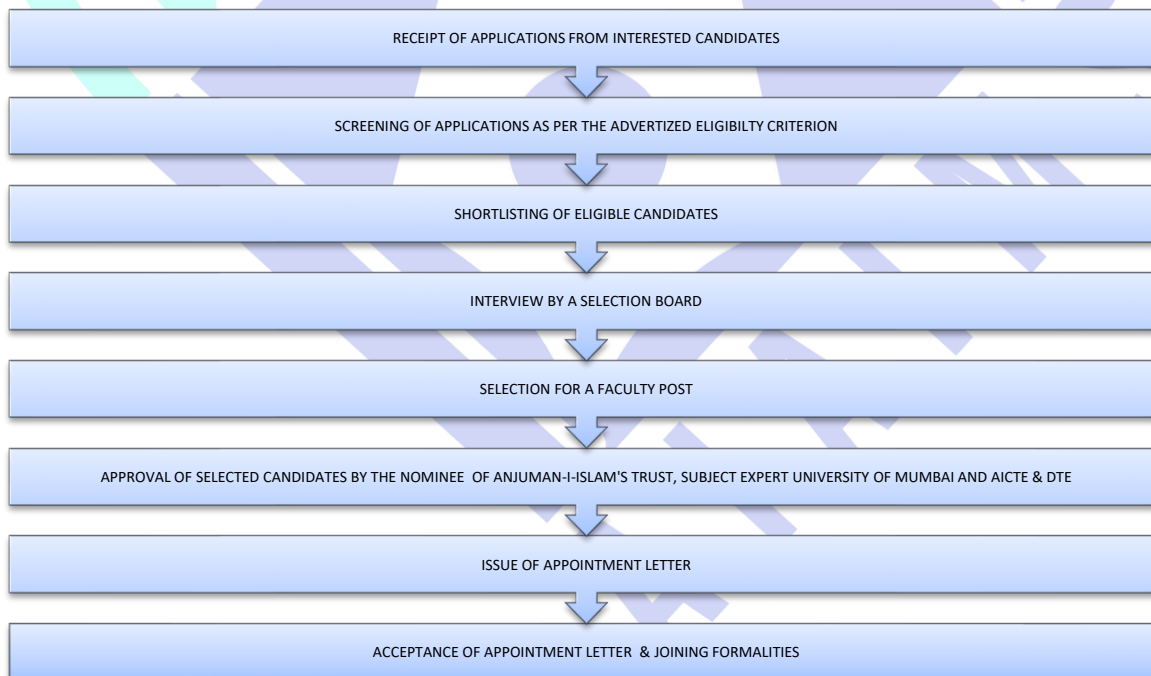 RECEIPT OF APPLICATIONS FROM INTERESTED CANDIDATES
SCREENING OF APPLICATIONS AS PER THE ADVERTIZED ELIGIBILTY CRITERION
SHORTLISTING OF ELIGIBLE CANDIDATES
INTERVIEW BY A SELECTION BOARD
SELECTION FOR A FACULTY POST
APPROVAL OF SELECTED CANDIDATES BY THE NOMINEE OF ANJUMAN-I-ISLAM'S TRUST, SUBJECT EXPERT UNIVERSITY OF MUMBAI AND AICTE & DTE
ISSUE OF APPOINTMENT LETTER
ACCEPTANCE OF APPOINTMENT LETTER & JOINING FORMALITIES